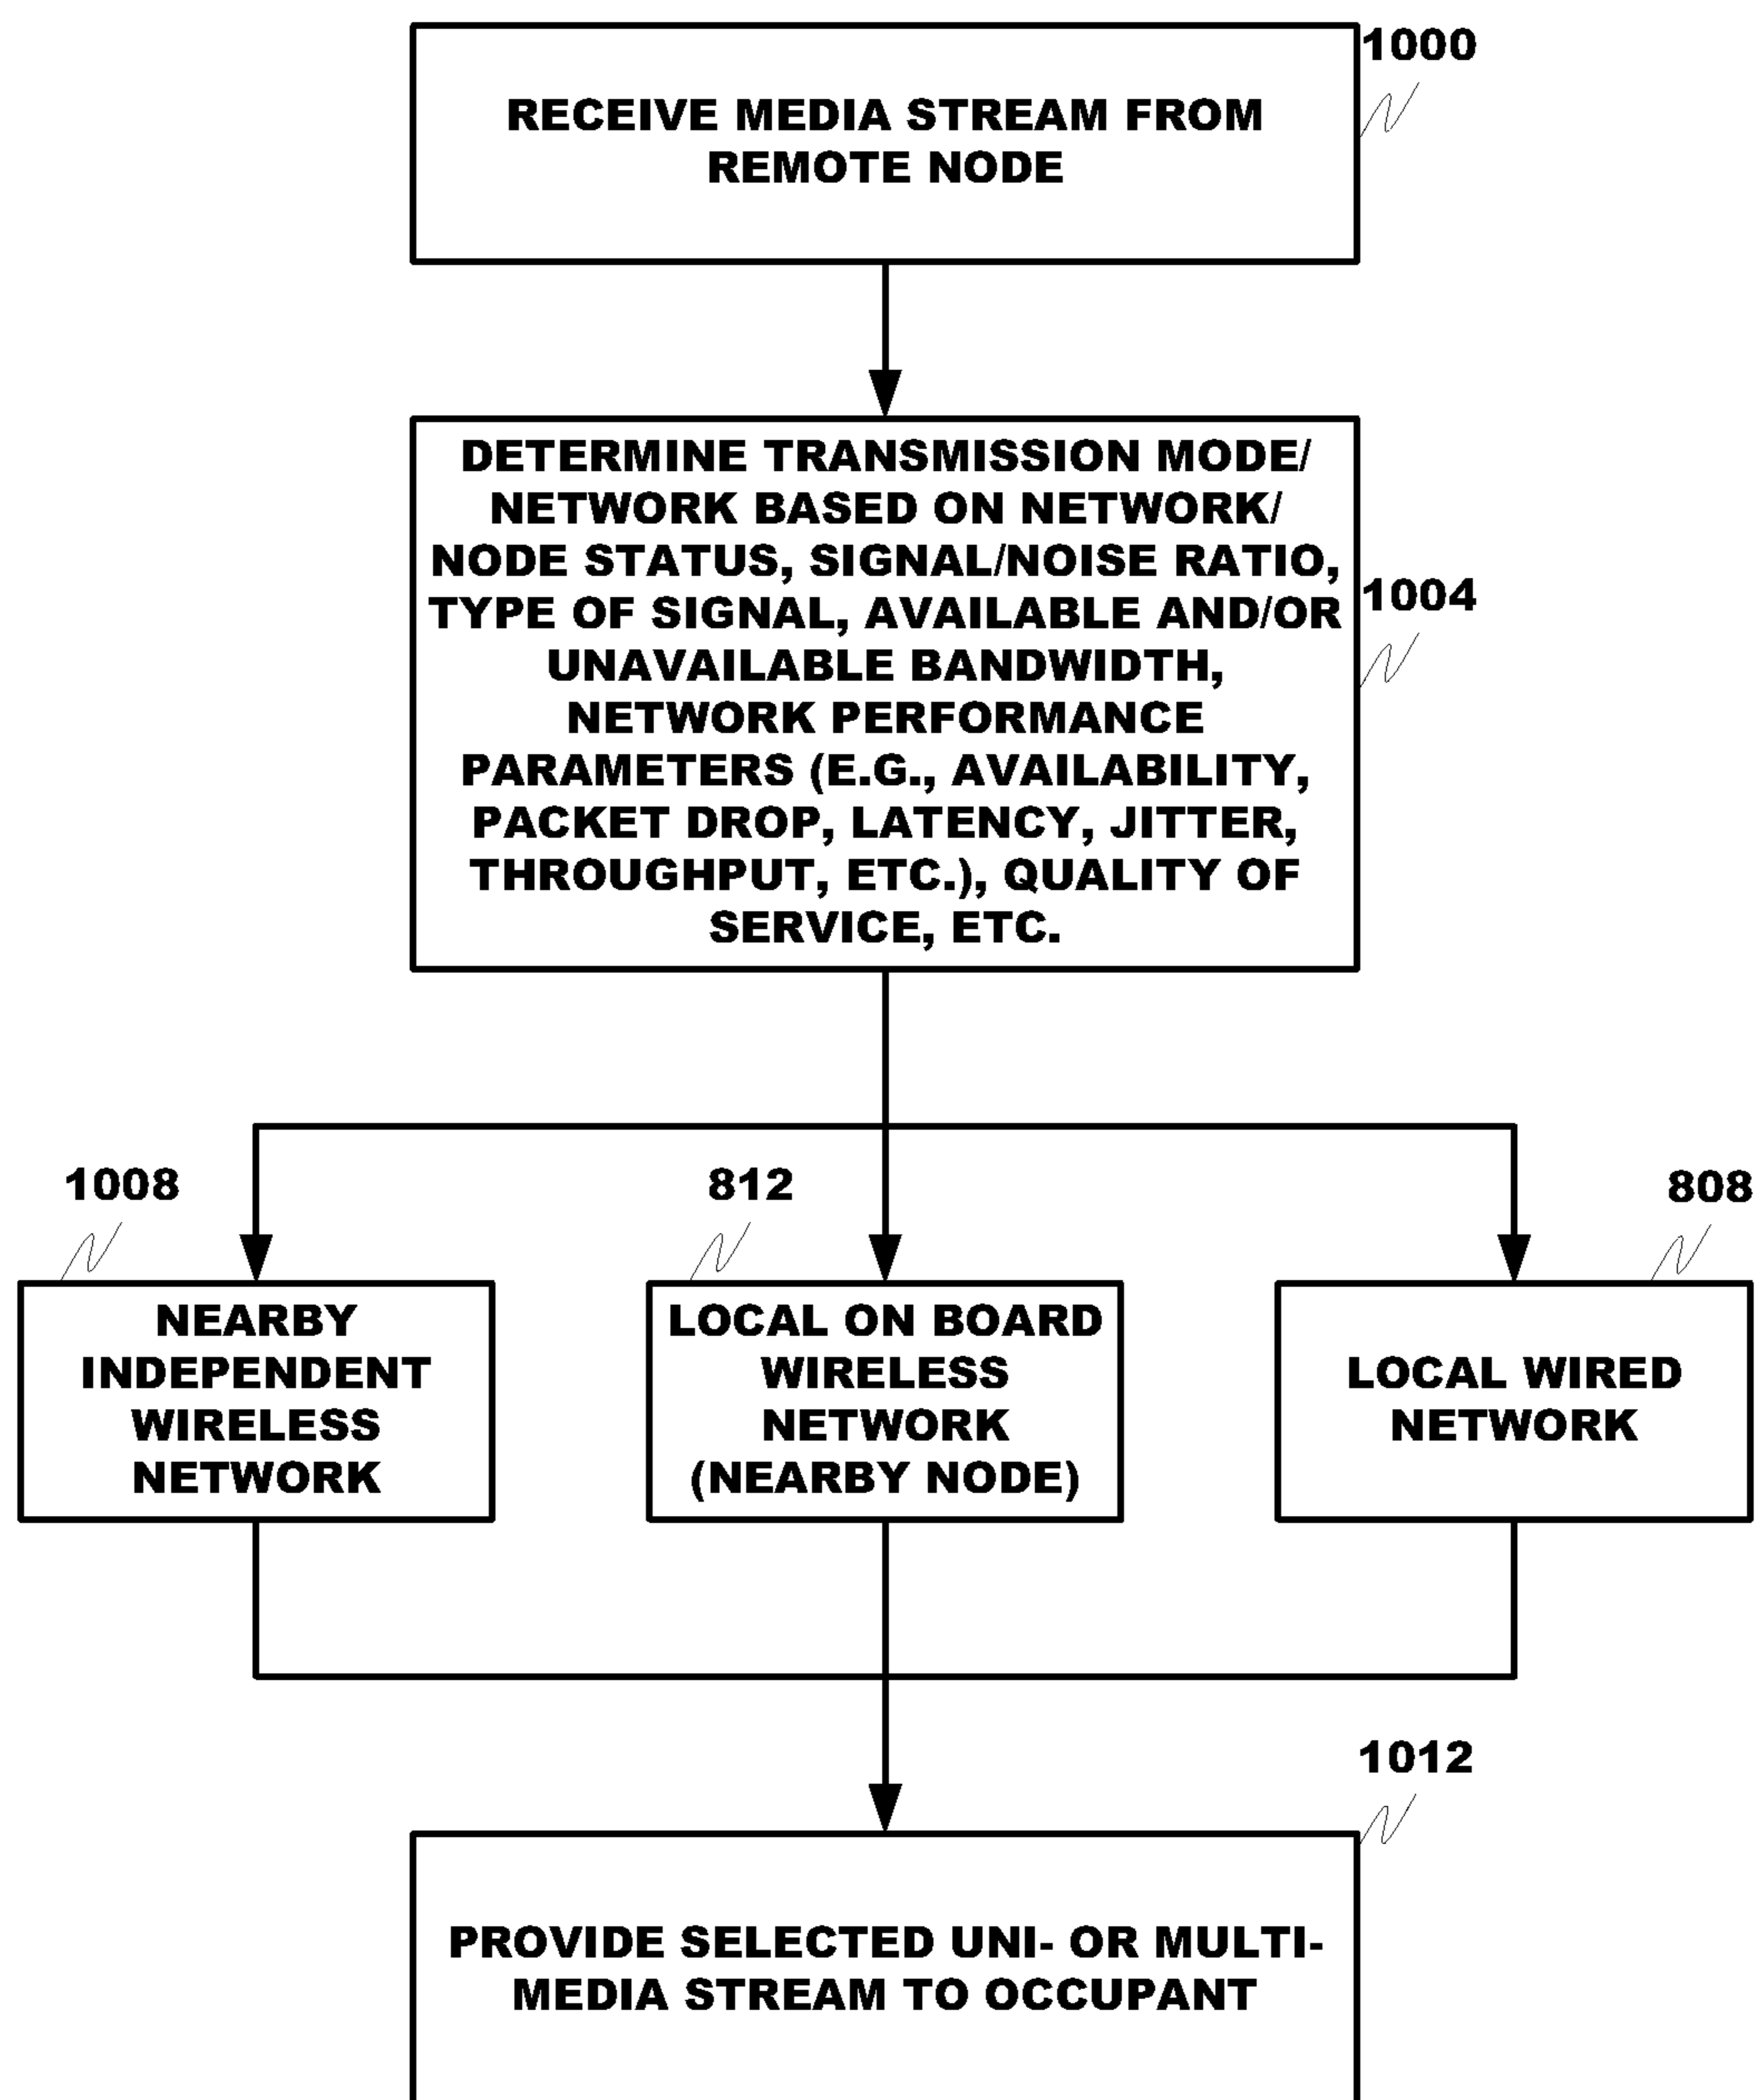 1000
RECEIVE MEDIA STREAM FROM
REMOTE NODE
DETERMINE TRANSMISSION MODE/
NETWORK BASED ON NETWORK/
NODE STATUS, SIGNAL/NOISE RATIO,
TYPE OF SIGNAL, AVAILABLE AND/OR
UNAVAILABLE BANDWIDTH,
NETWORK PERFORMANCE
PARAMETERS (E.G., AVAILABILITY,
PACKET DROP, LATENCY, JITTER,
THROUGHPUT, ETC.), QUALITY OF
SERVICE, ETC.
1004
1008
NEARBY
INDEPENDENT
WIRELESS
NETWORK
812
LOCAL ON BOARD
WIRELESS
NETWORK
(NEARBY NODE)
808
LOCAL WIRED
NETWORK
1012
PROVIDE SELECTED UNI- OR MULTI-
MEDIA STREAM TO OCCUPANT